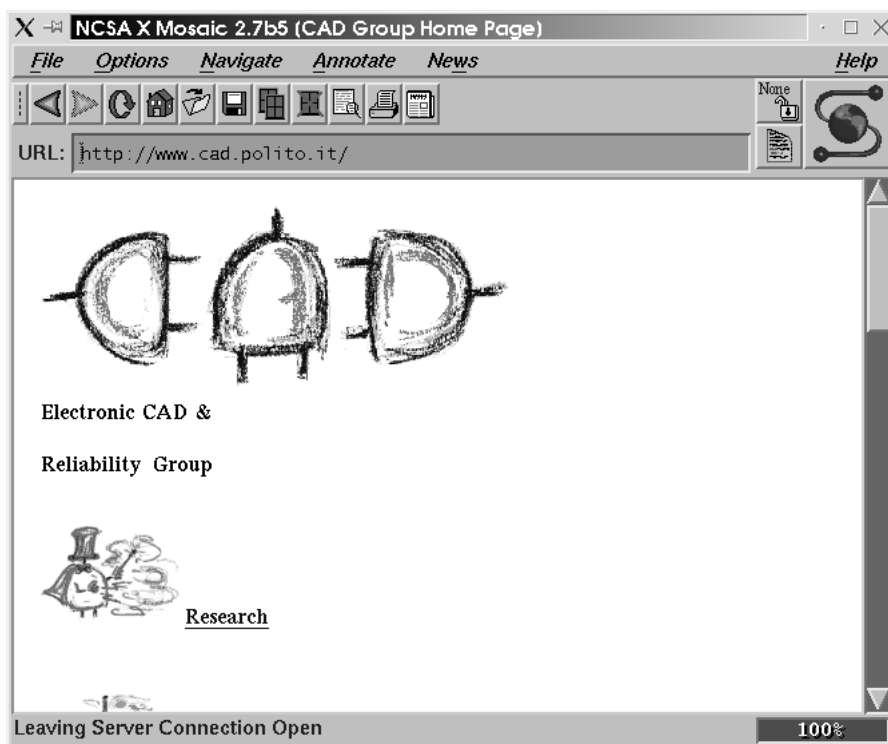 NCSA X Mosaic 2.7b5 (CAD Group Home Page)
File Options Navigate Annotate News Help
None
URL: http://www.cad.polito.it/
Electronic CAD &
Reliability Group
Research
Leaving Server Connection Open
100%